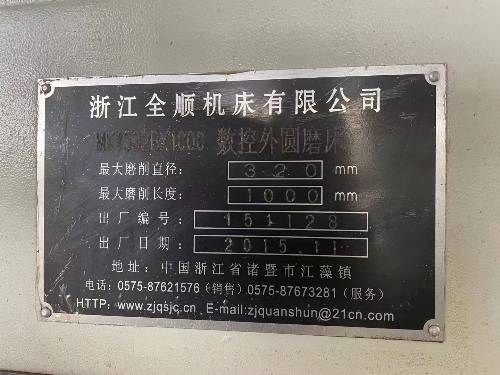 浙江全顺机床有限公司
数控外圆磨床
最大磨削直径: 320 mm
最大磨削长度: 1000 mm
出厂编号: 151128
出厂日期: 2015.11
地址: 中国浙江省诸暨市江藻镇
电话: 0575-87621576 (销售) 0575-87673281 (服务)
HTTP: www.zjqsjc.cn E-mail:zjquanshun@21cn.com